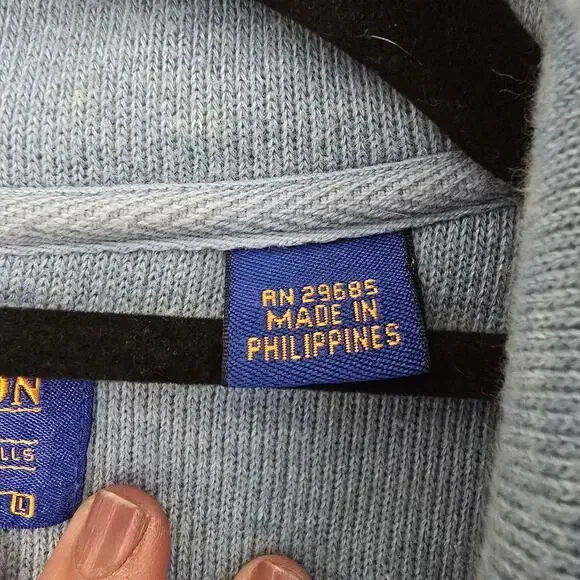 RN 29685
MADE IN
PHILIPPINES
ON
LLS
L